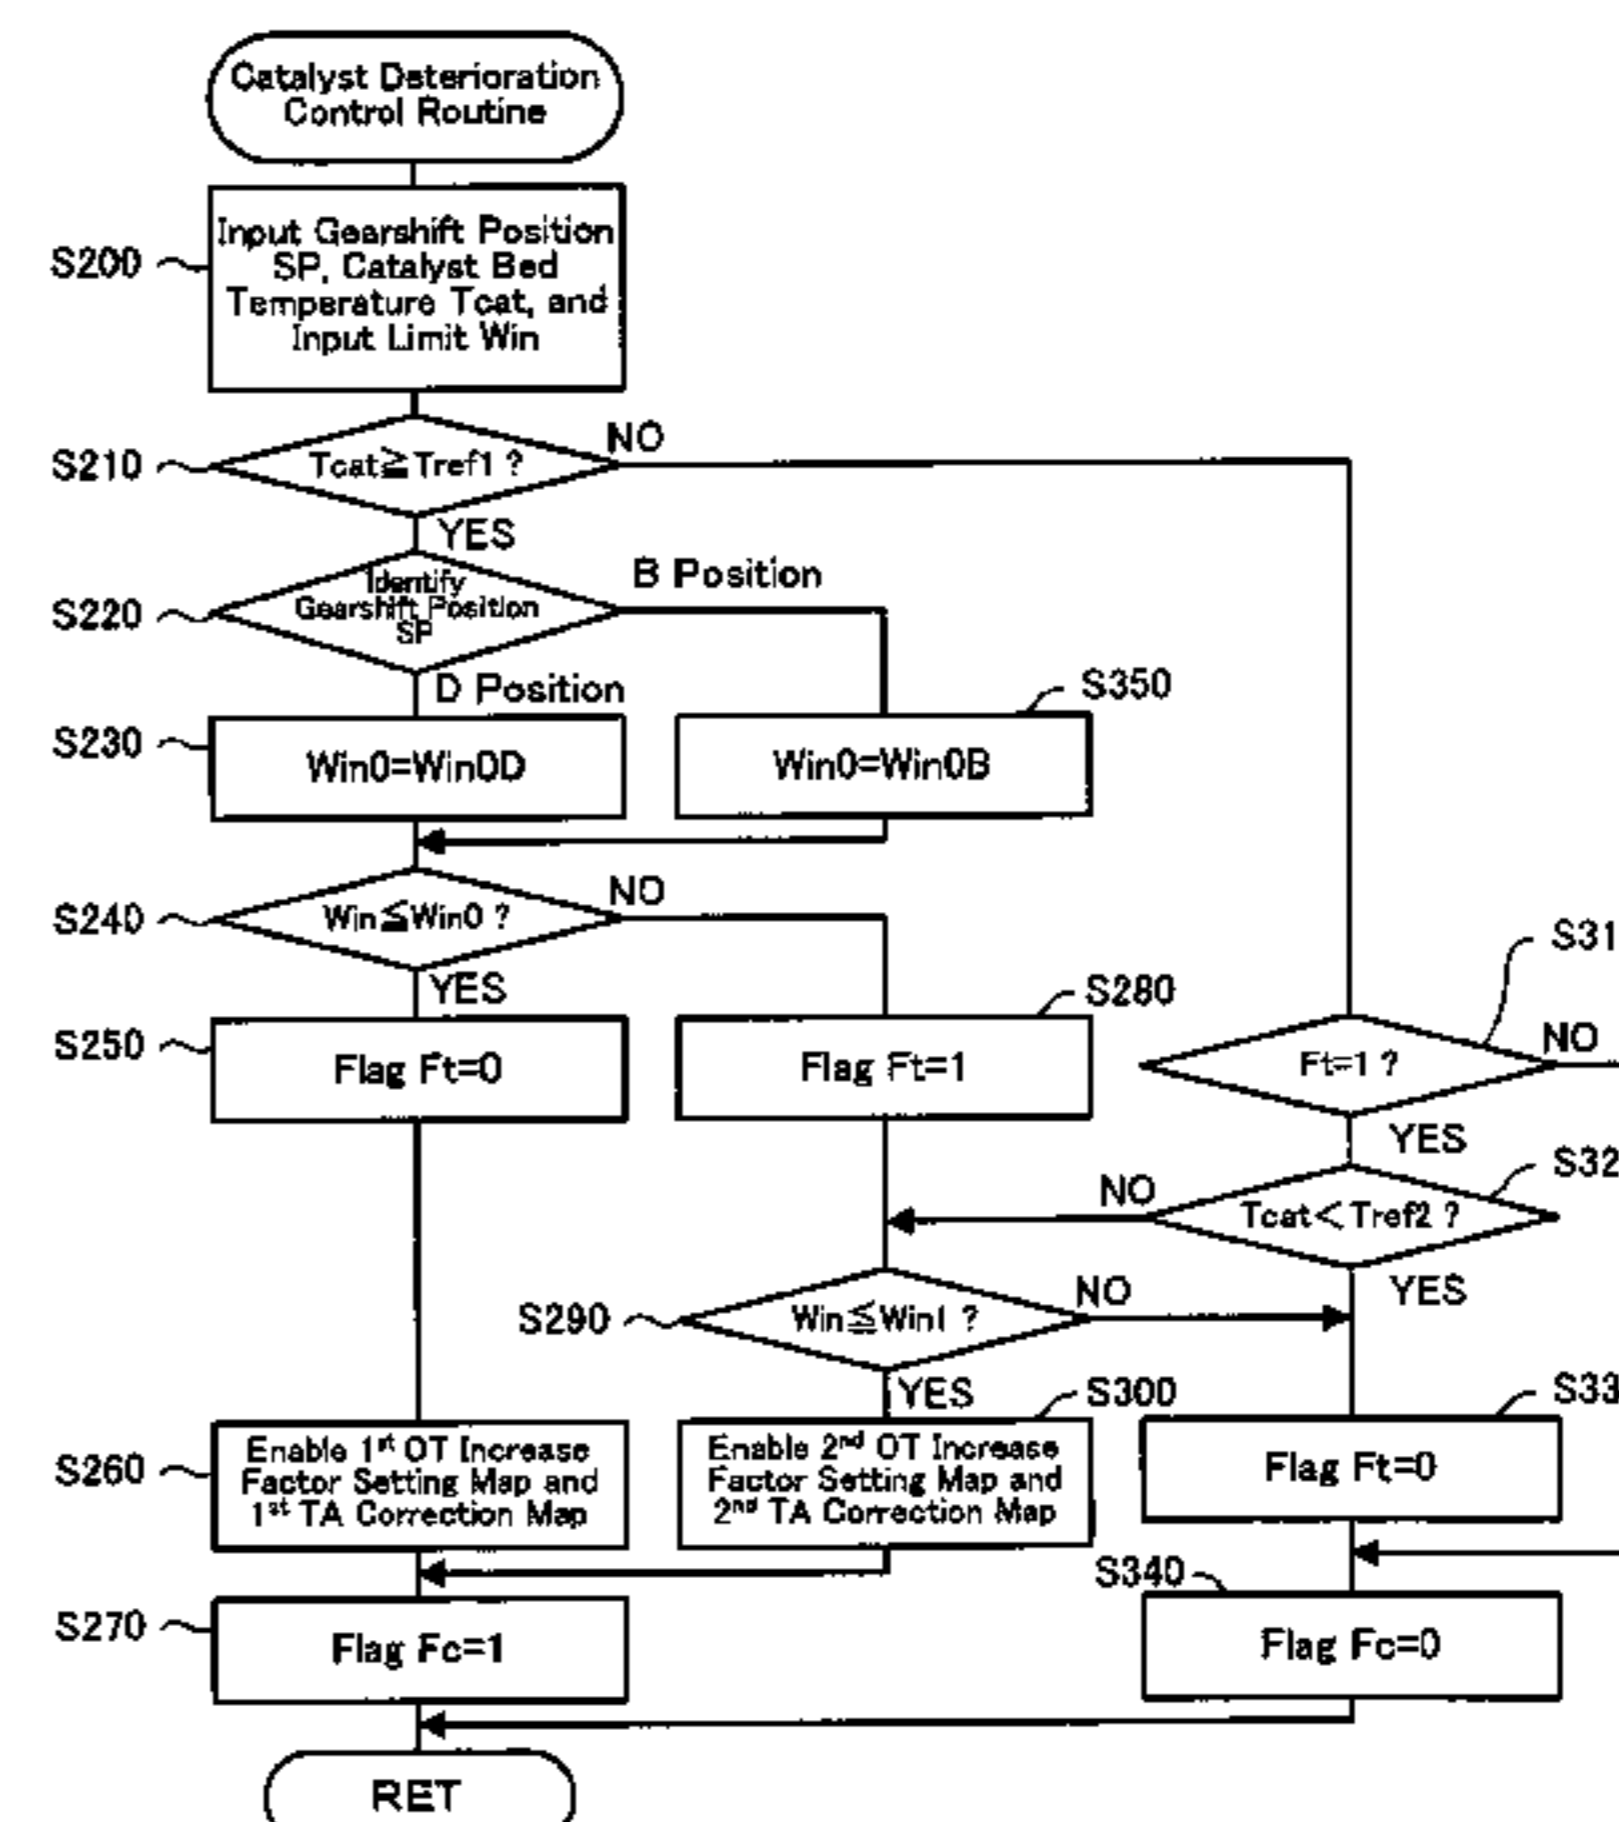 Catalyst Deterioration
Control Routine
S200
Input Gearshift Position
SP, Catalyst Bed
Temperature Tcat, and
Input Limit Win
S210
Tcat≧Tref1 ?
NO
YES
S220
Identify
Gearshift Position
SP
B Position
D Position
S230
Win0=Win0D
S350
Win0=Win0B
S240
Win≦Win0 ?
NO
YES
S250
Flag Ft=0
S280
Flag Ft=1
S31
Ft=1 ?
NO
YES
S32
Tcat<Tref2 ?
NO
YES
S290
Win≦Win1 ?
NO
YES
S260
Enable 1st OT Increase
Factor Setting Map and
1st TA Correction Map
S300
Enable 2nd OT Increase
Factor Setting Map and
2nd TA Correction Map
S33
Flag Ft=0
S270
Flag Fc=1
S340
Flag Fc=0
RET